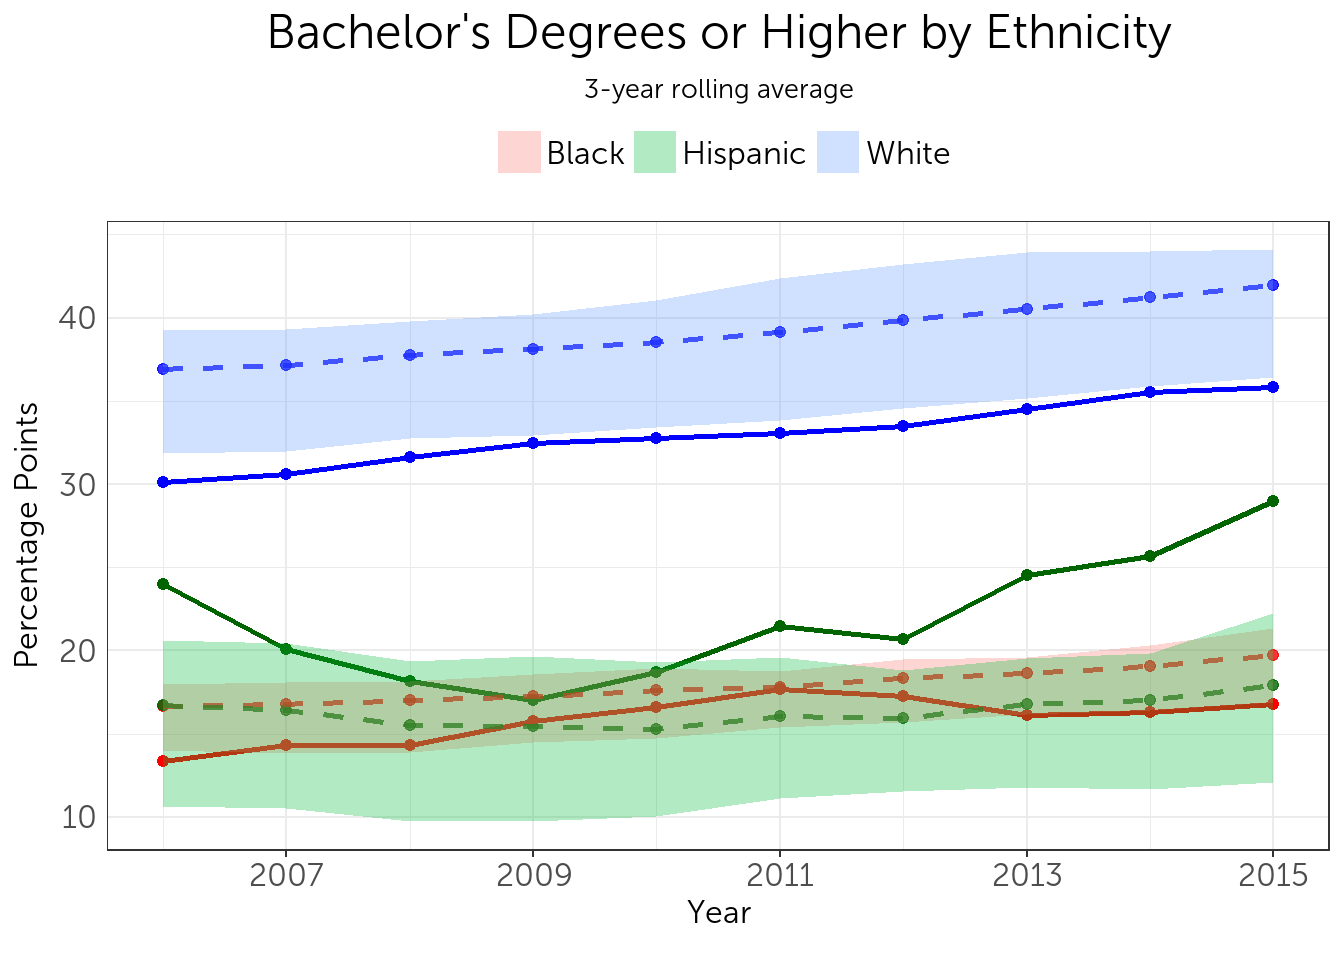 Bachelor's Degrees or Higher by Ethnicity
3-year rolling average
Black Hispanic White
Percentage Points
40
30
20
10
2007 2009 2011 2013 2015
Year